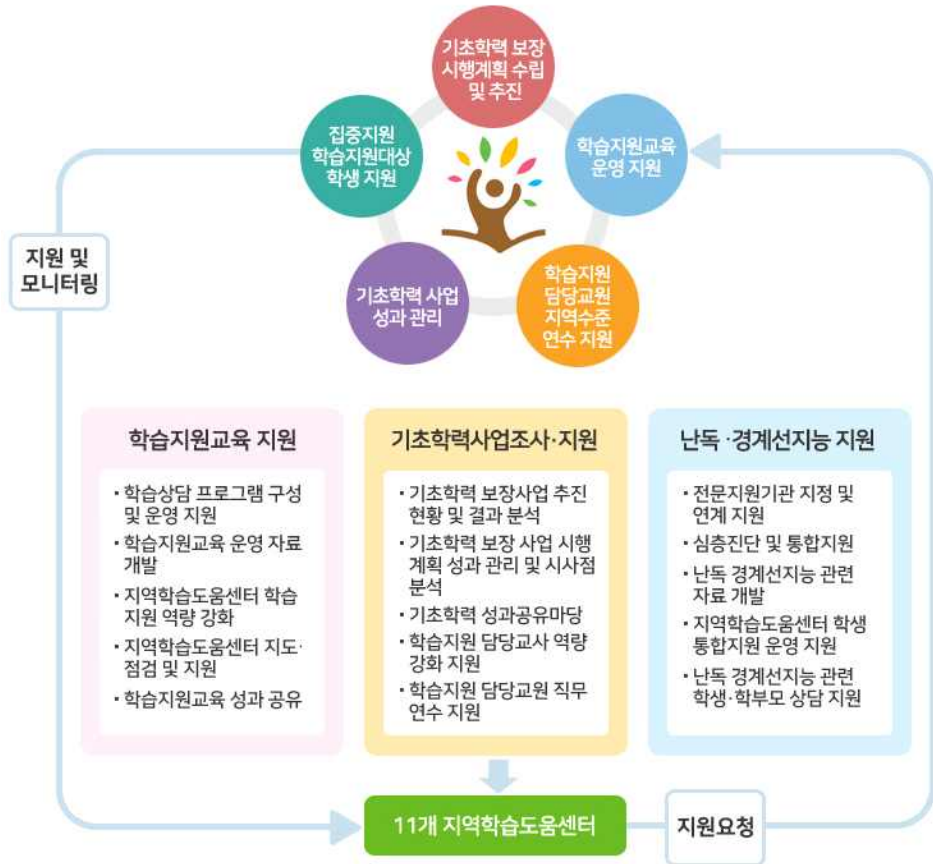 기초학력 보장
시행계획 수립
및 추진
집중지원
학습지원대상
학생 지원
학습지원교육
운영 지원
지원 및
모니터링
기초학력 사업
성과 관리
학습지원
담당교원
지역수준
연수 지원
학습지원교육 지원
· 학습상담 프로그램 구성
및 운영 지원
· 학습지원교육 운영 자료
개발
· 지역학습도움센터 학습
지원 역량 강화
· 지역학습도움센터 지도·
점검 및 지원
· 학습지원교육 성과 공유
기초학력사업조사·지원
· 기초학력 보장사업 추진
현황 및 결과 분석
· 기초학력 보장 사업 시행
계획 성과 관리 및 시사점
분석
· 기초학력 성과공유마당
· 학습지원 담당교사 역량
강화 지원
· 학습지원 담당교원 직무
연수 지원
난독·경계선지능 지원
· 전문지원기관 지정 및
연계 지원
· 심층진단 및 통합지원
· 난독 경계선지능 관련
자료 개발
· 지역학습도움센터 학생
통합지원 운영 지원
· 난독 경계선지능 관련
학생·학부모 상담 지원
11개 지역학습도움센터
지원요청